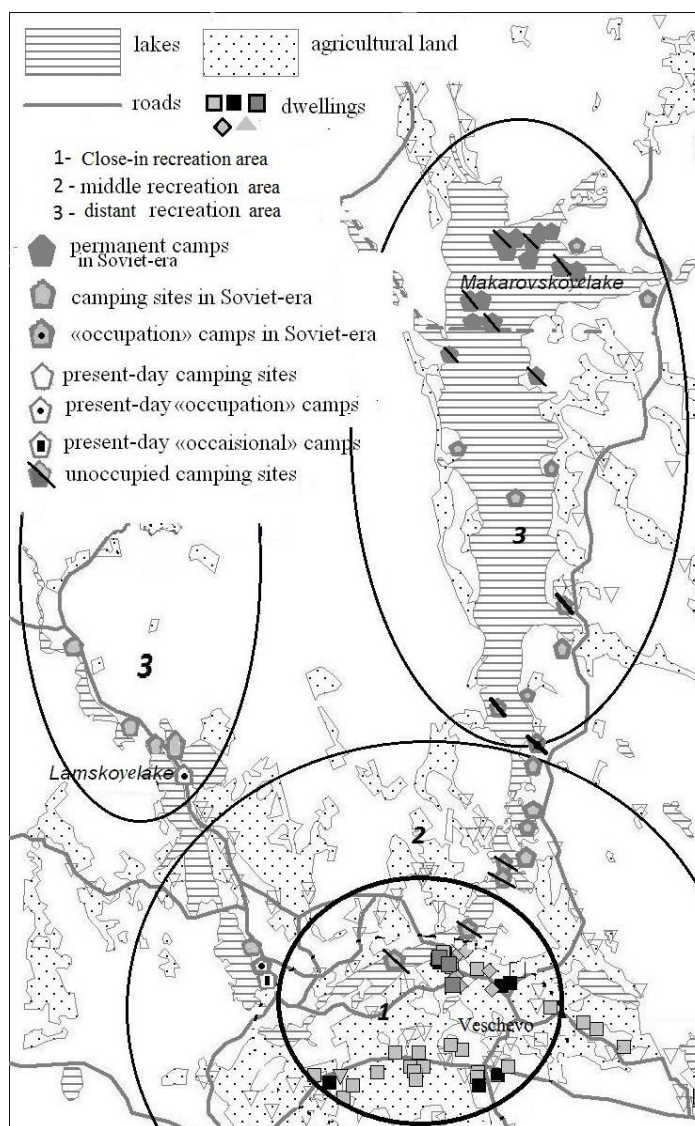 lakes
agricultural land
roads
dwellings
1- Close-in recreation area
2 - middle recreation area
3 - distant recreation area
permanent camps
in Soviet-era
camping sites in Soviet-era
«occupation» camps in Soviet-era
present-day camping sites
present-day «occupation» camps
present-day «occaisional» camps
unoccupied camping sites
Makarovskoyelake
3
3
Lamskovelake
2
1
Veschevo